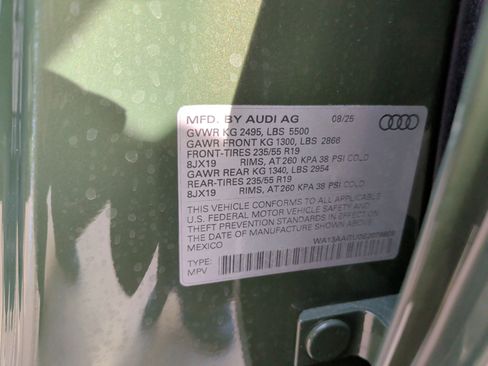 MFD. BY AUDI AG 08/25
GVWR KG 2495, LBS 5500
GAWR FRONT KG 1300, LBS 2866
FRONT-TIRES 235/55 R19
8JX19 RIMS, AT 260 KPA 38 PSI COLD
GAWR REAR KG 1340, LBS 2954
REAR-TIRES 235/55 R19
8JX19 RIMS, AT 260 KPA 38 PSI COLD
THIS VEHICLE CONFORMS TO ALL APPLICABLE
U.S. FEDERAL MOTOR VEHICLE SAFETY AND
THEFT PREVENTION STANDARDS IN EFFECT ON
THE DATE OF MANUFACTURE SHOWN ABOVE.
MEXICO
TYPE:
MPV